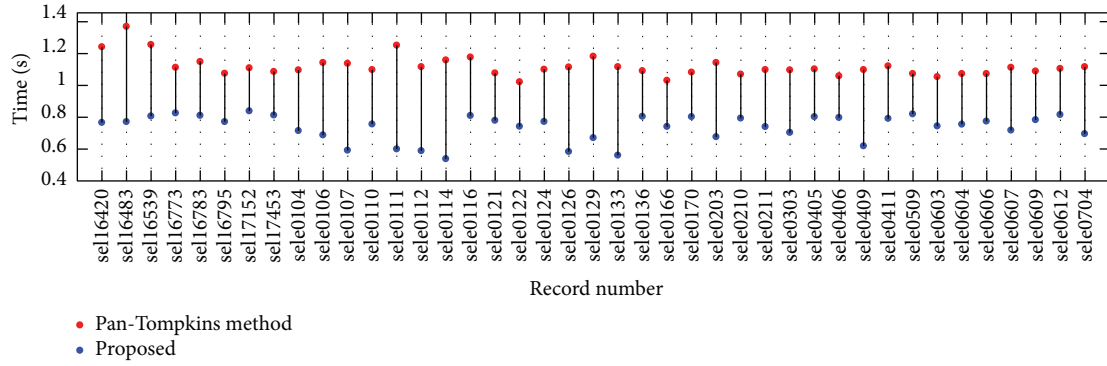 1.4
1.2
1
0.8
0.6
0.4
Time (s)
sel16420
sel16483
sel16539
sel16773
sel16783
sel16795
sel17152
sel17453
sele0104
sele0106
sele0107
sele0110
sele0111
sele0112
sele0114
sele0116
sele0121
sele0122
sele0124
sele0126
sele0129
sele0133
sele0136
sele0166
sele0170
sele0203
sele0210
sele0211
sele0303
sele0405
sele0406
sele0409
sele0411
sele0509
sele0603
sele0604
sele0606
sele0607
sele0609
sele0612
sele0704
Record number
Pan-Tompkins method
Proposed